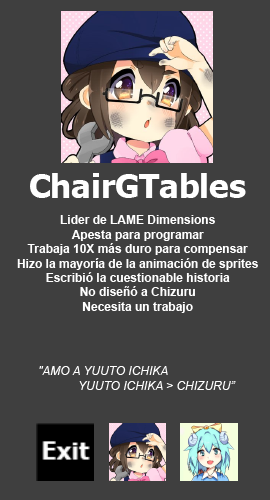 ChairGTables
Lider de LAME Dimensions
Apesta para programar
Trabaja 10X más duro para compensar
Hizo la mayoría de la animación de sprites
Escribió la cuestionable historia
No diseñó a Chizuru
Necesita un trabajo
"AMO A YUUTO ICHIKA
YUUTO ICHIKA > CHIZURU"
Exit